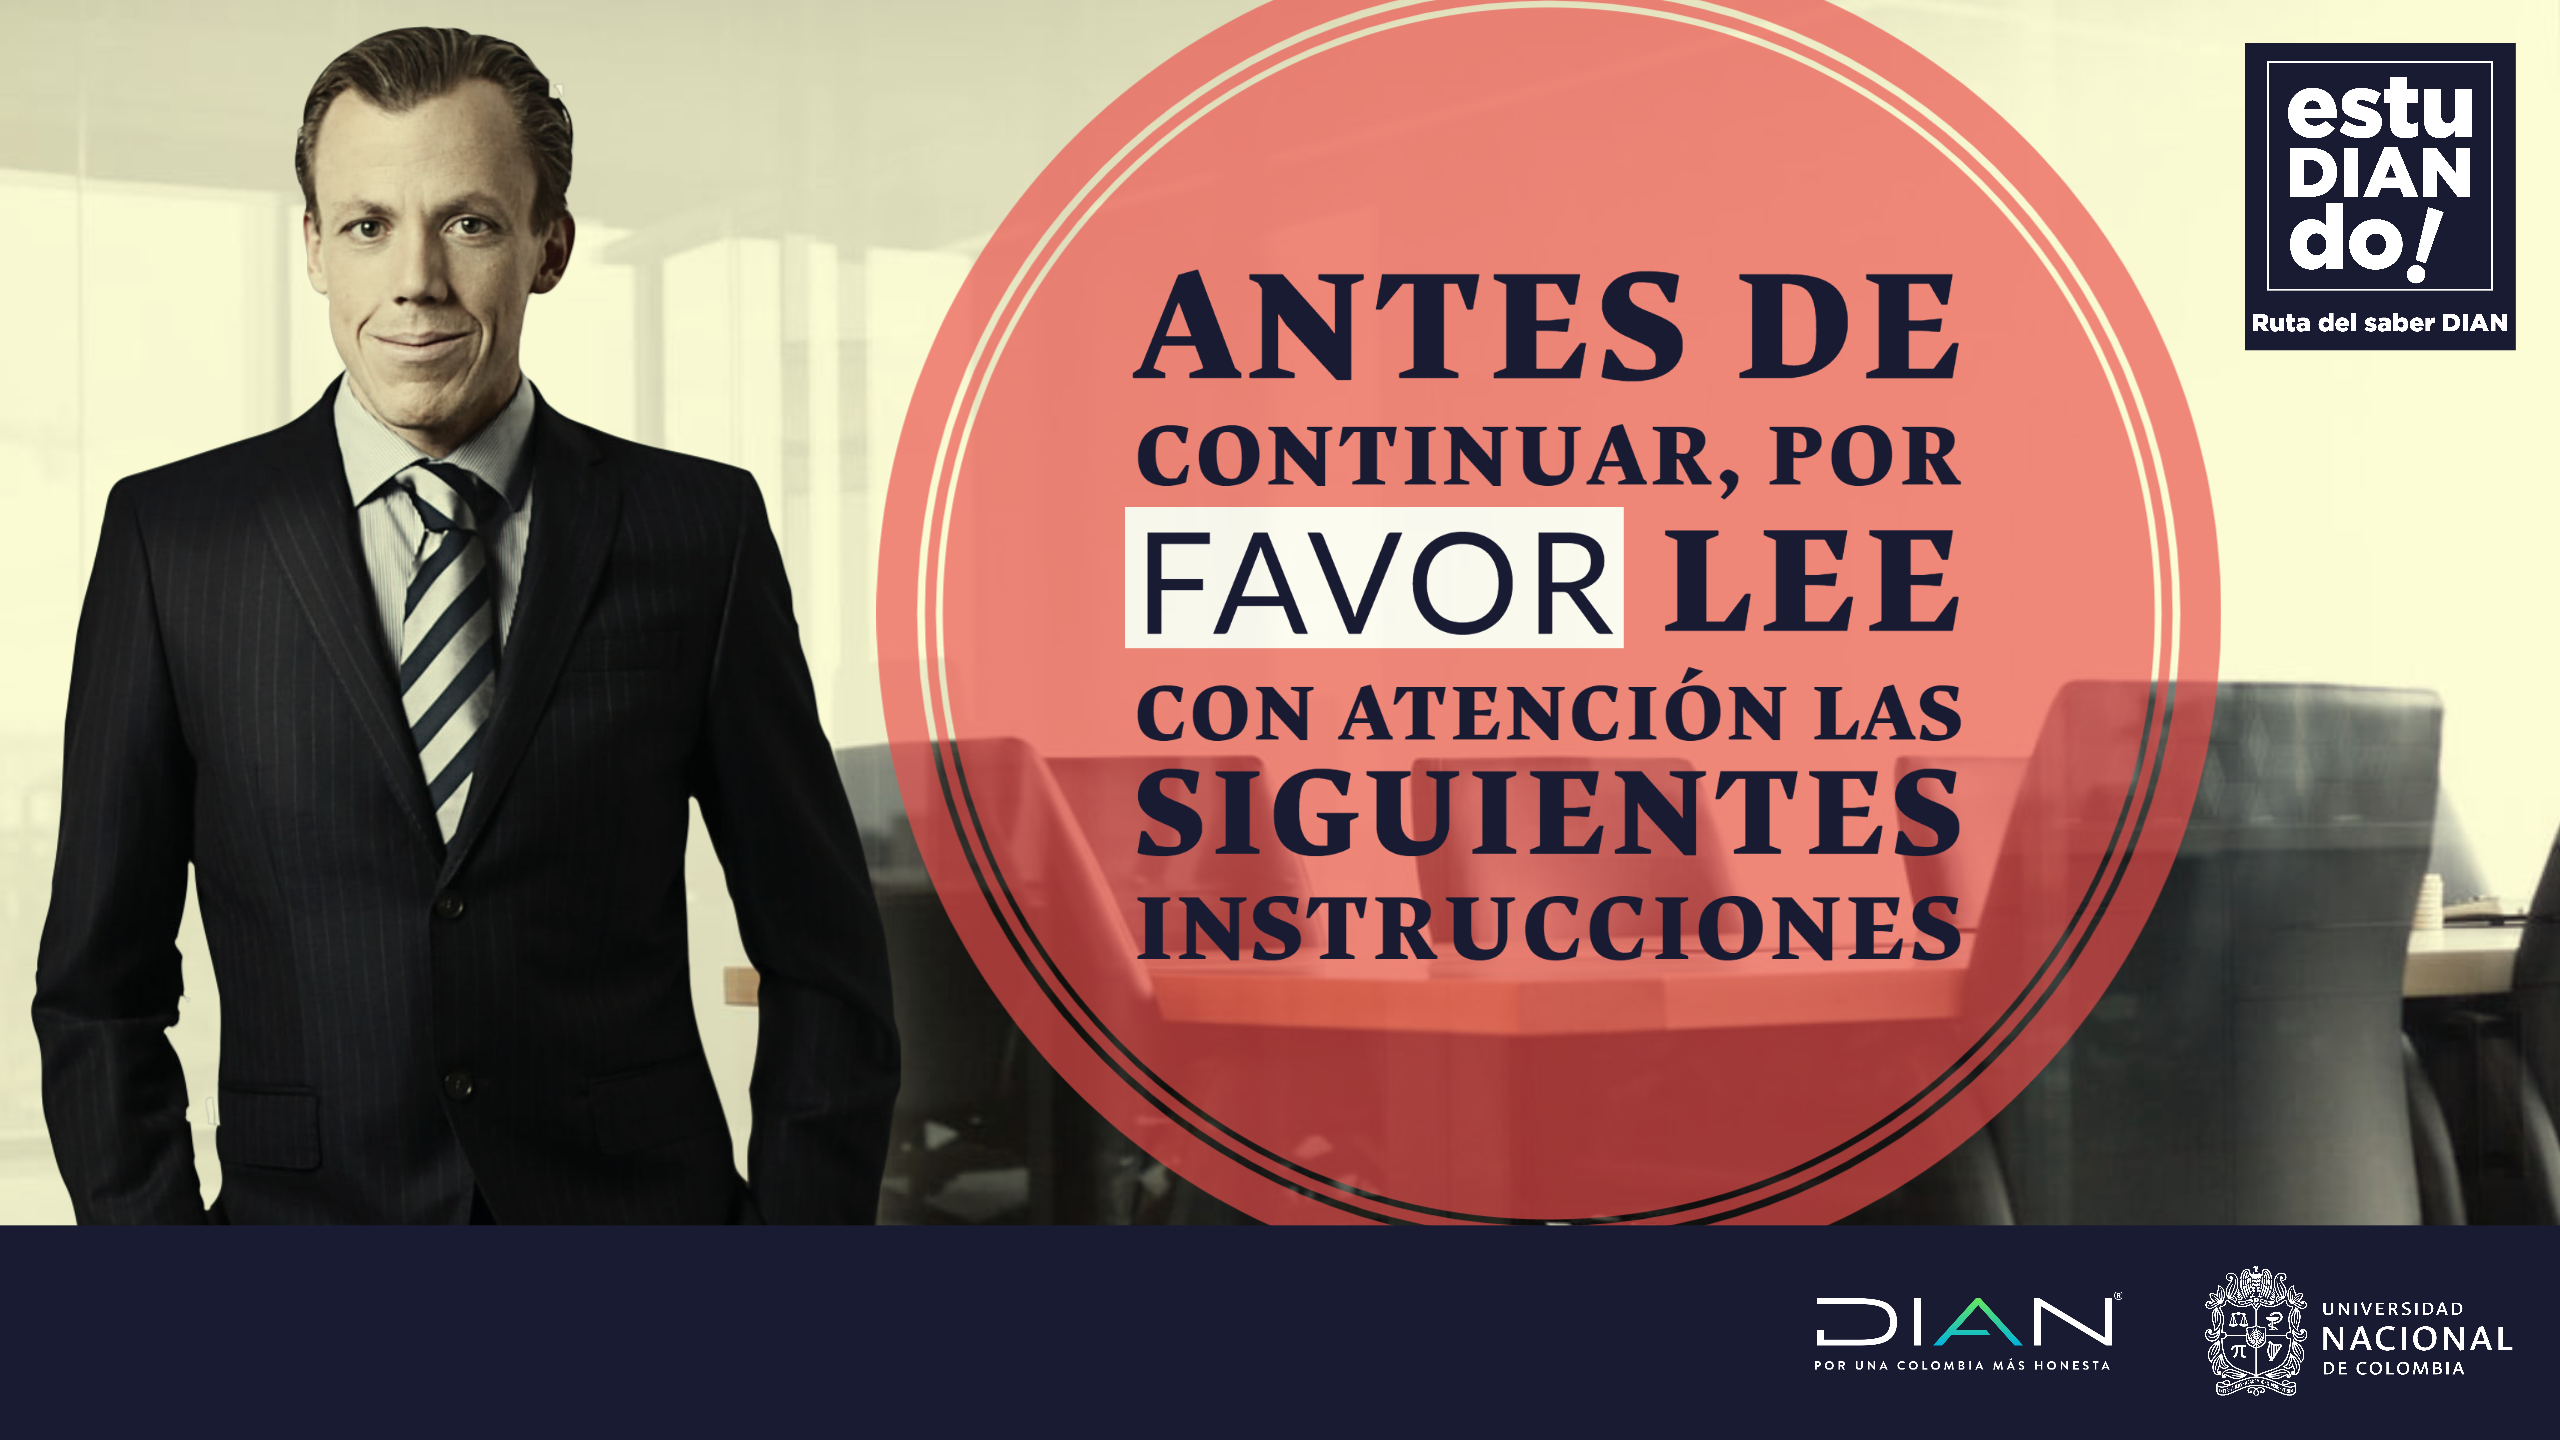 ANTES DE
CONTINUAR, POR
FAVOR LEE
CON ATENCIÓN LAS
SIGUIENTES
INSTRUCCIONES
estu
DIAN
do!
Ruta del saber DIAN
DIAN®
POR UNA COLOMBIA MÁS HONESTA
UNIVERSIDAD
NACIONAL
DE COLOMBIA